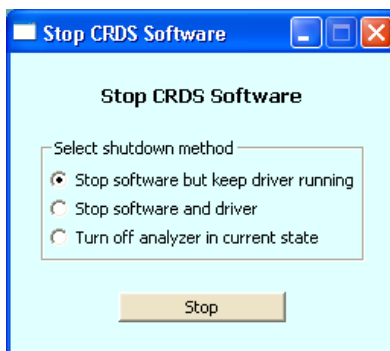 Stop CRDS Software
Stop CRDS Software
Select shutdown method
Stop software but keep driver running
Stop software and driver
Turn off analyzer in current state
Stop